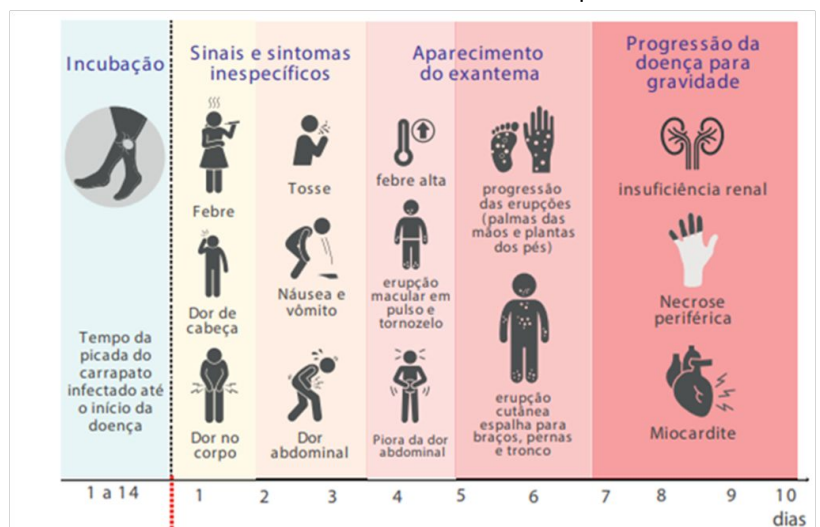 Incubação
Tempo da
picada do
carrapato
infectado até
o início da
doença
Sinais e sintomas
inespecíficos
Febre
Dor de
cabeça
Dor no
corpo
Tosse
Náusea e
vômito
Dor
abdominal
Aparecimento
do exantema
febre alta
erupção
macular em
pulso e
tornozelo
Piora da dor
abdominal
progressão
das erupções
(palmas das
mãos e plantas
dos pés)
erupção
cutânea
espalha para
braços, pernas
e tronco
Progressão da
doença para
gravidade
insuficiência renal
Necrose
periférica
Miocardite
1 a 14 1 2 3 4 5 6 7 8 9 10
dias